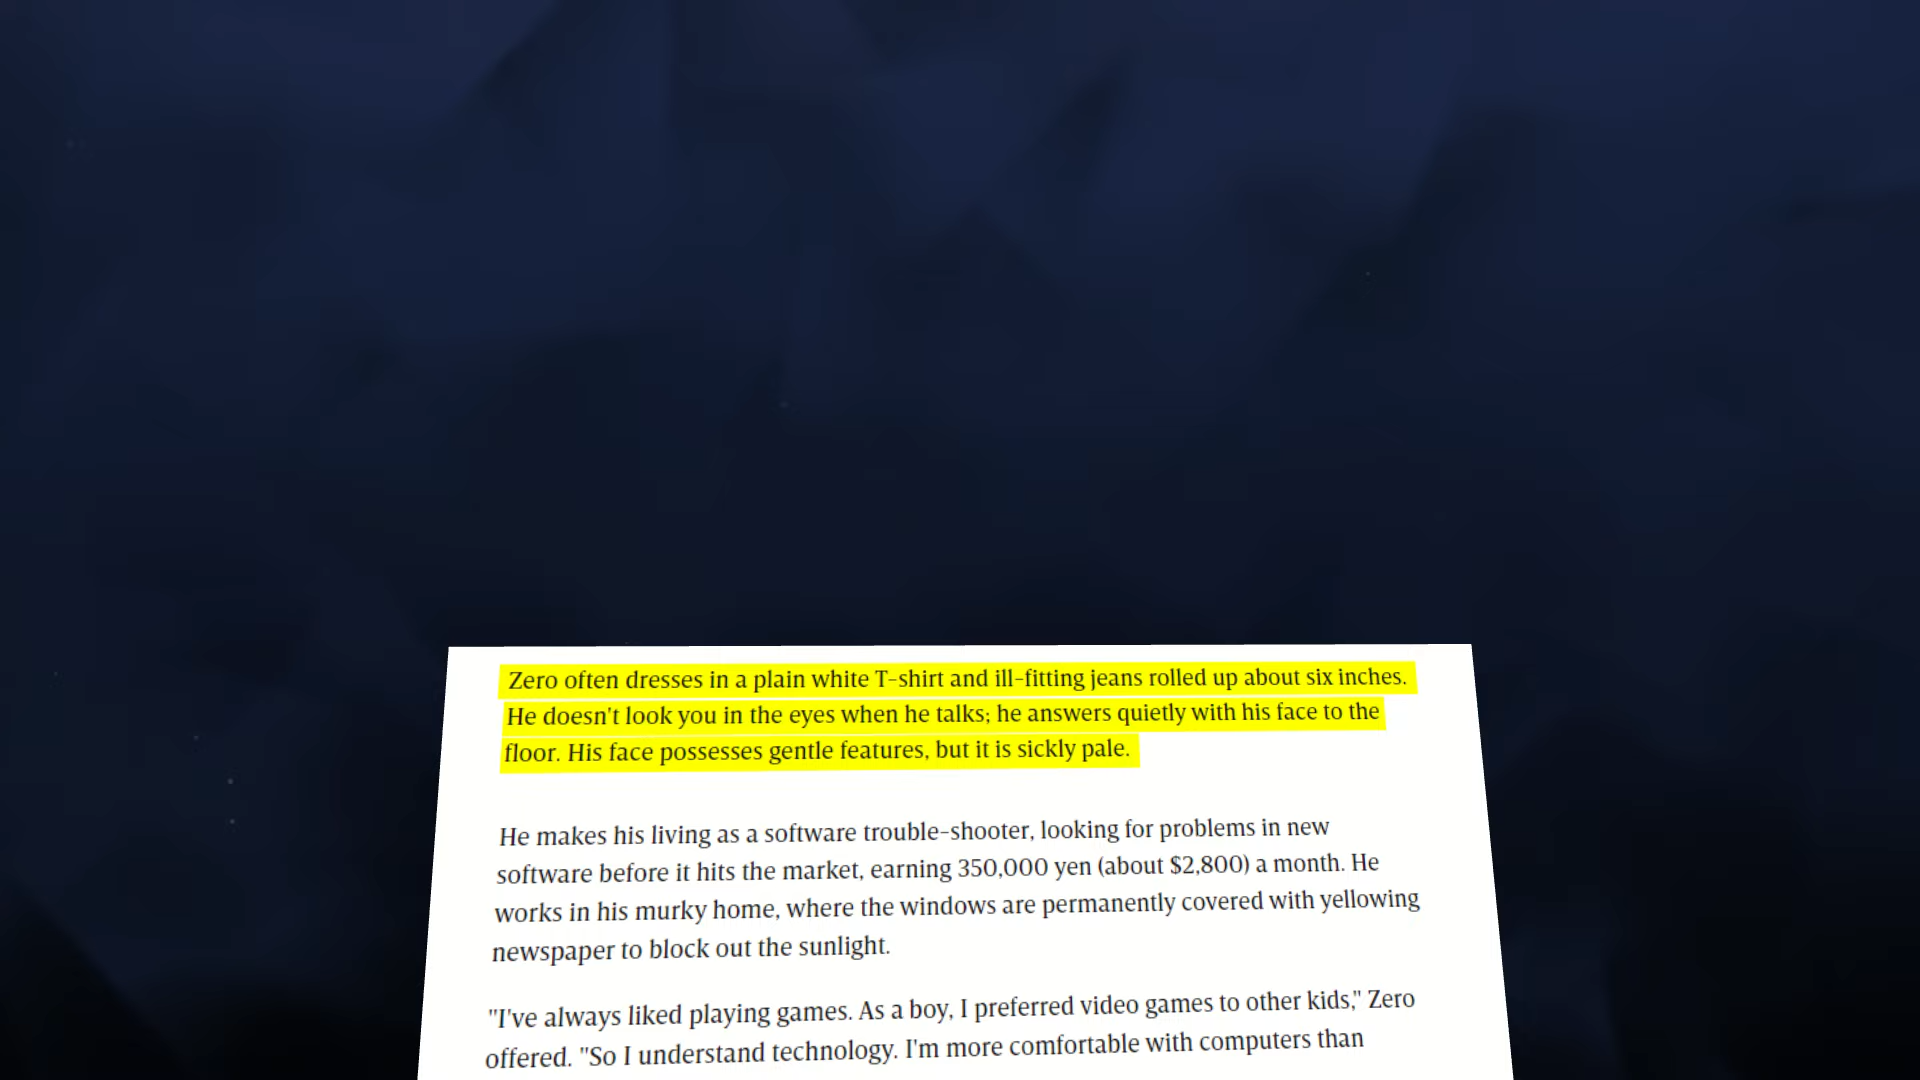 Zero often dresses in a plain white T-shirt and ill-fitting jeans rolled up about six inches.
He doesn't look you in the eyes when he talks; he answers quietly with his face to the
floor. His face possesses gentle features, but it is sickly pale.
He makes his living as a software trouble-shooter, looking for problems in new
software before it hits the market, earning 350,000 yen (about $2,800) a month. He
works in his murky home, where the windows are permanently covered with yellowing
newspaper to block out the sunlight.
"I've always liked playing games. As a boy, I preferred video games to other kids," Zero
offered. "So I understand technology. I'm more comfortable with computers than